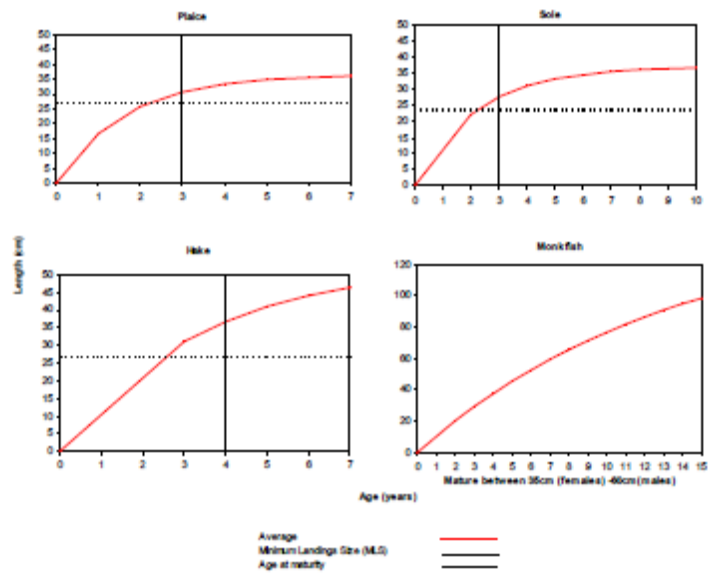 Plaice
50
45
40
35
30
25
20
15
10
5
0
0 1 2 3 4 5 6 7
Sole
50
45
40
35
30
25
20
15
10
5
0
0 1 2 3 4 5 6 7 8 9 10
Length (cm)
Hake
50
45
40
35
30
25
20
15
10
5
0
0 1 2 3 4 5 6 7
Monkfish
120
100
80
60
40
20
0
0 1 2 3 4 5 6 7 8 9 10 11 12 13 14 15
Mature between 35cm (females) -60cm(males)
Age (years)
Average
Minimum Landings Size (MLS)
Age at maturity